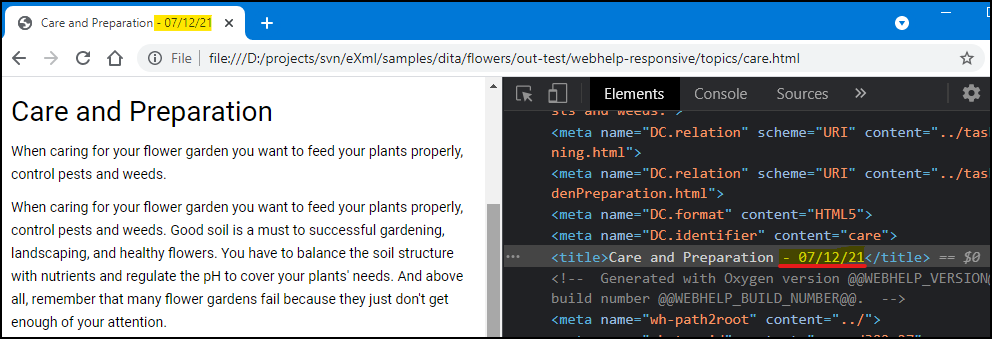 Care and Preparation - 07/12/21
File file:///D:/projects/svn/eXml/samples/dita/flowers/out-test/webhelp-responsive/topics/care.html
Care and Preparation
When caring for your flower garden you want to feed your plants properly,
control pests and weeds.
When caring for your flower garden you want to feed your plants properly,
control pests and weeds. Good soil is a must to successful gardening,
landscaping, and healthy flowers. You have to balance the soil structure
with nutrients and regulate the pH to cover your plants' needs. And above
all, remember that many flower gardens fail because they just don't get
enough of your attention.
Elements Console Sources »
sts and weeds.">
<meta name="DC.relation" scheme="URI" content="../tas
ning.html">
<meta name="DC.relation" scheme="URI" content="../tas
denPreparation.html">
<meta name="DC.format" content="HTML5">
<meta name="DC.identifier" content="care">
<title>Care and Preparation - 07/12/21</title> == $0
<!--  Generated with Oxygen version @@WEBHELP_VERSION@
build number @@WEBHELP_BUILD_NUMBER@@.  -->
<meta name="wh-path2root" content="../">